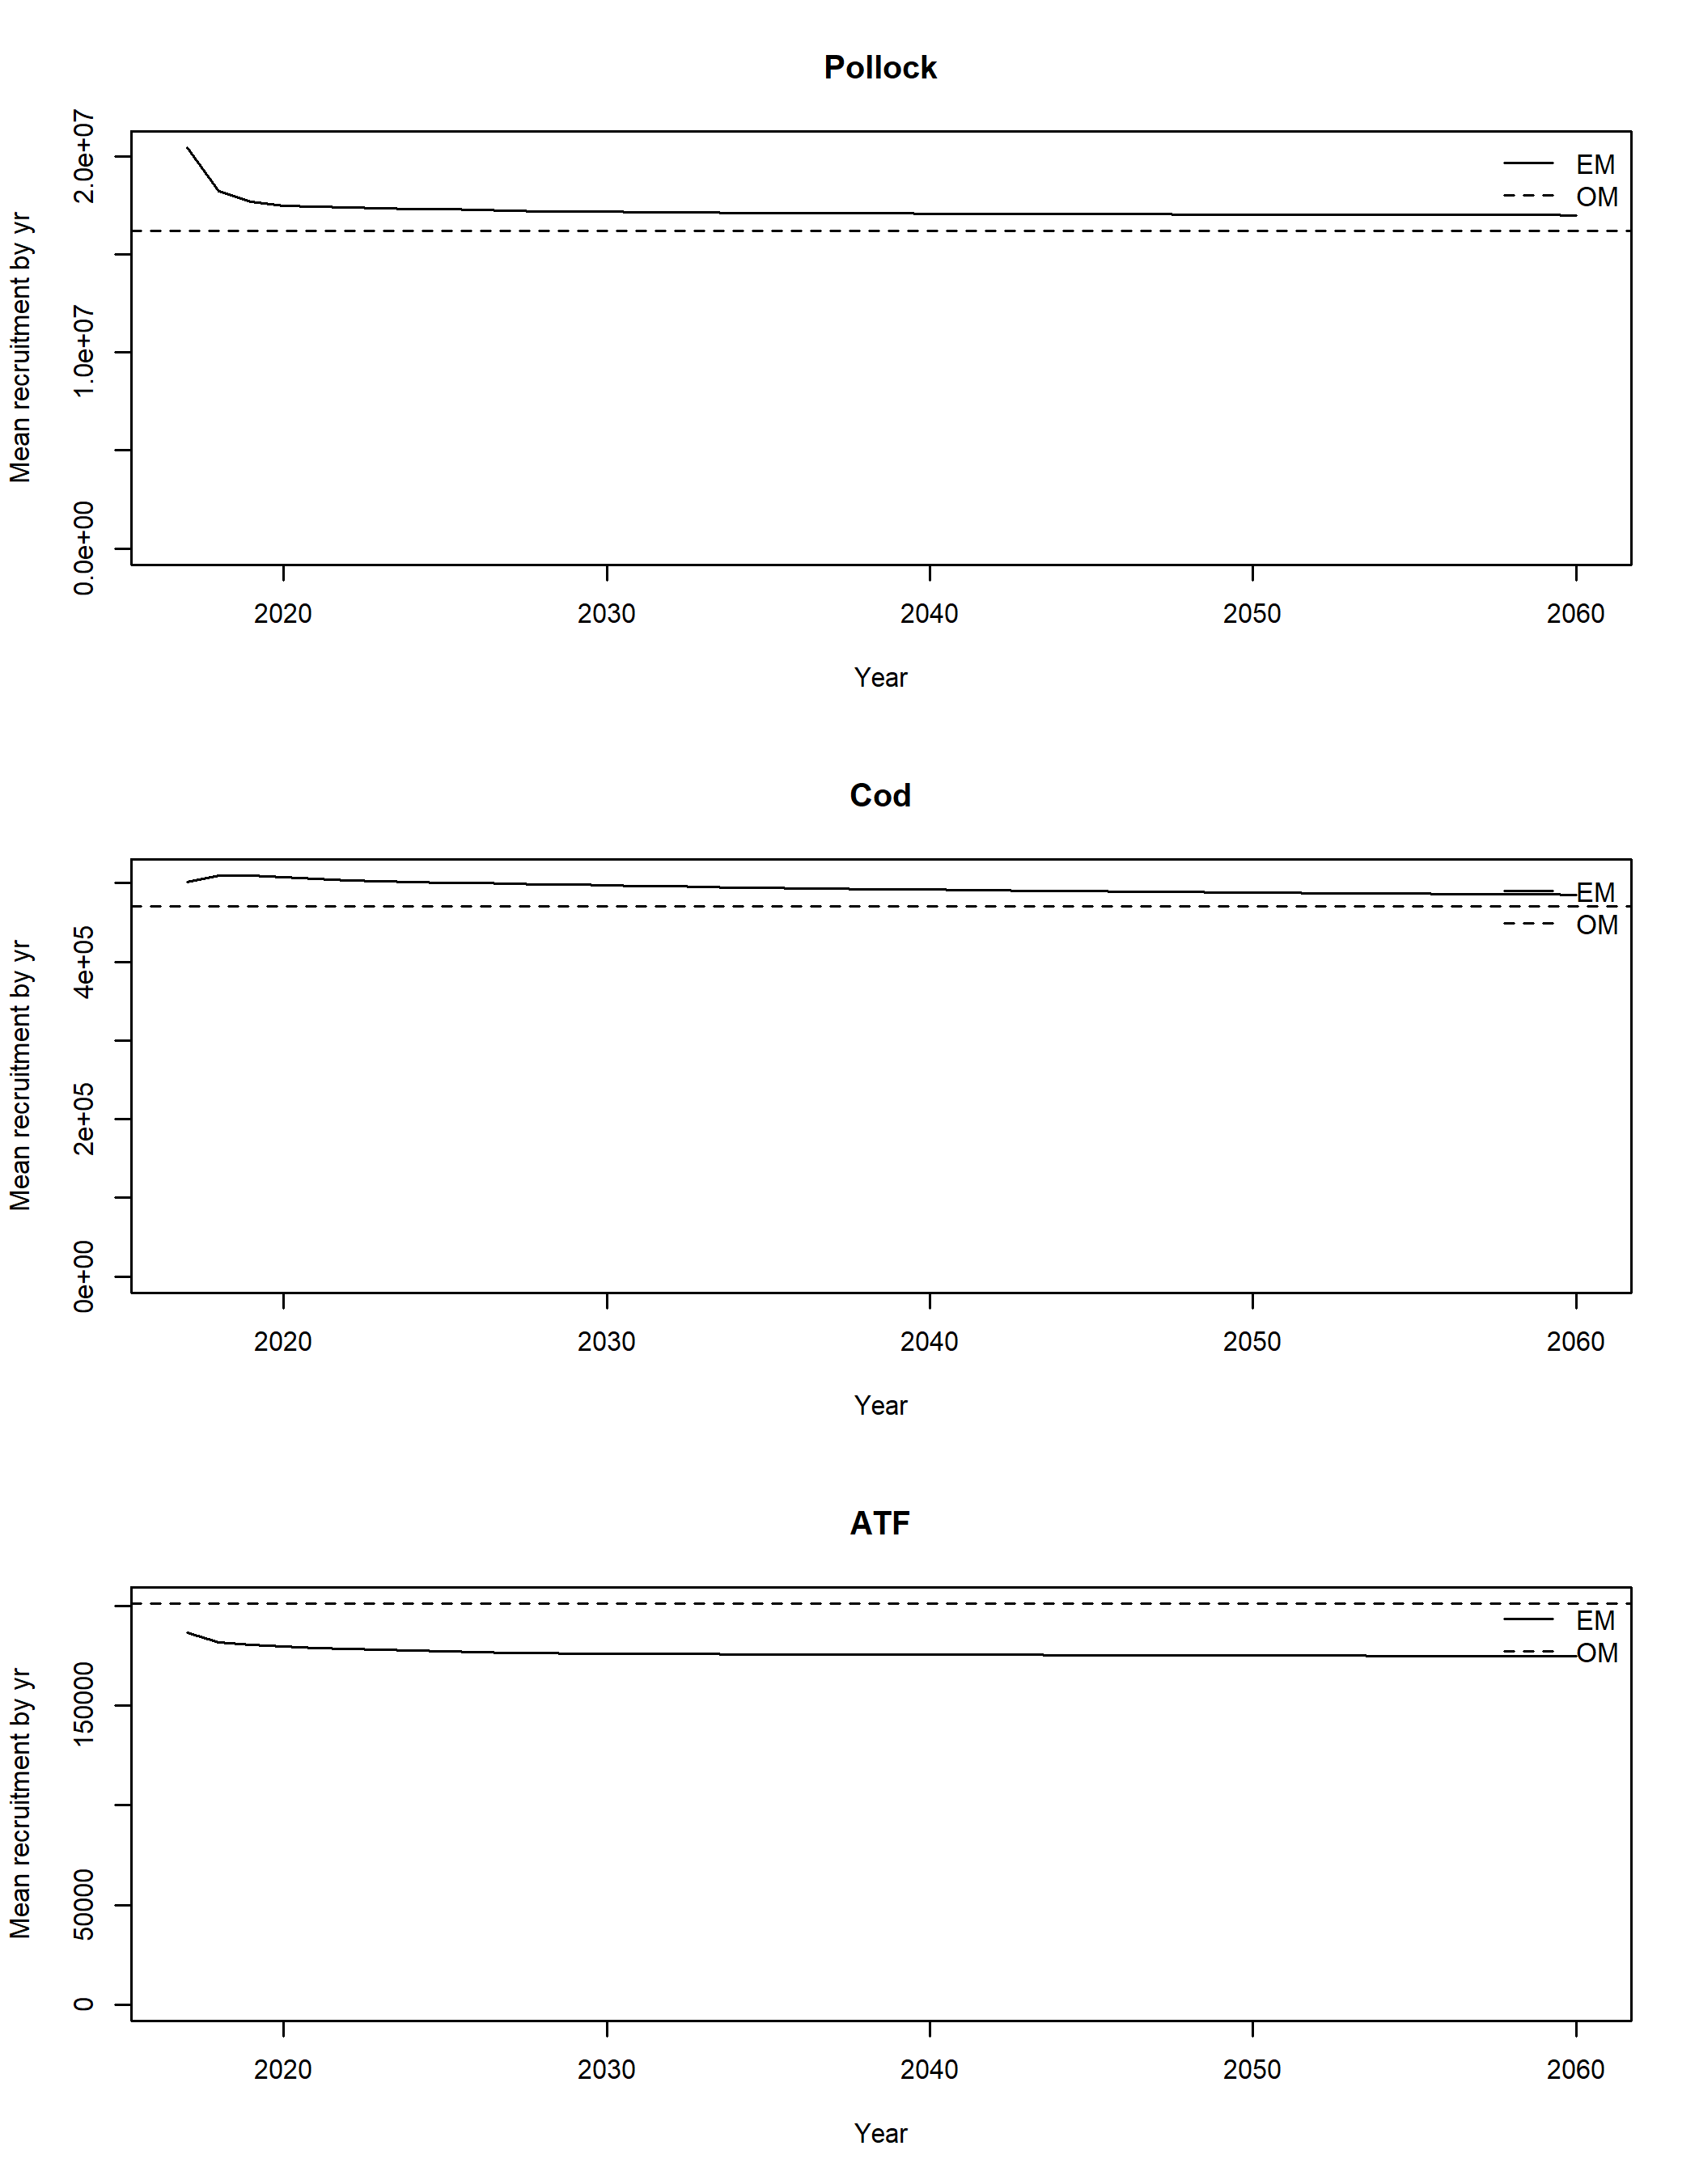 Pollock
Mean recruitment by yr
2.0e+07
1.0e+07
0.0e+00
EM
OM
2020 2030 2040 2050 2060
Year
Cod
Mean recruitment by yr
4e+05
2e+05
0e+00
EM
OM
2020 2030 2040 2050 2060
Year
ATF
Mean recruitment by yr
150000
50000
0
EM
OM
2020 2030 2040 2050 2060
Year